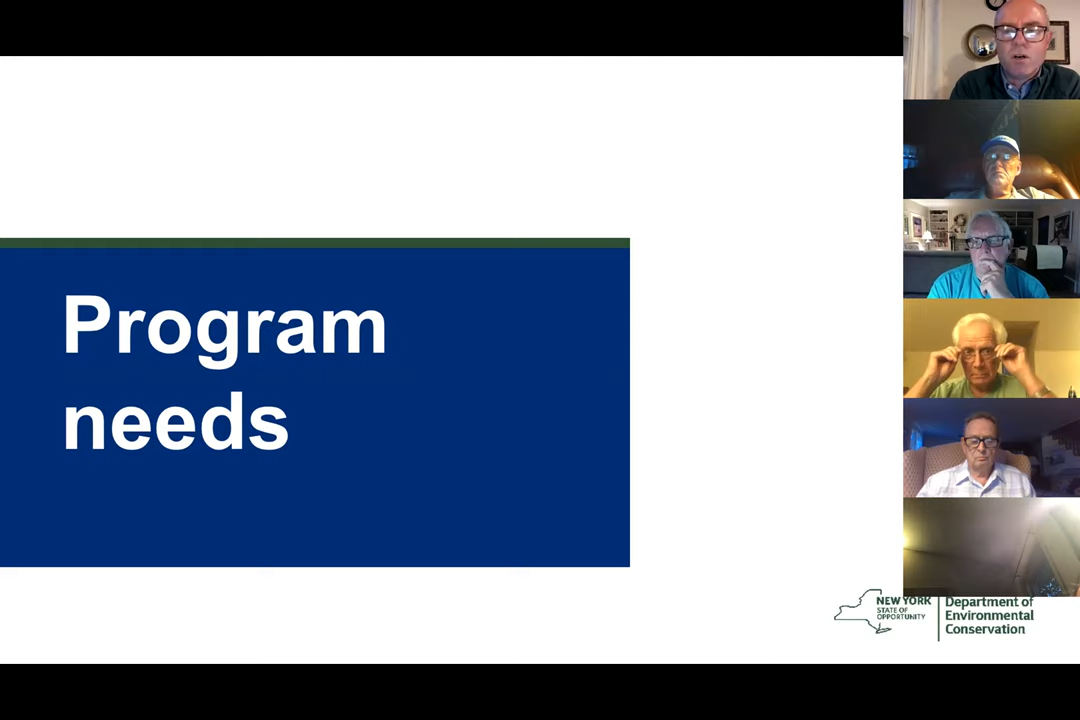 Program
needs
NEW YORK
STATE OF
OPPORTUNITY
Department of
Environmental
Conservation